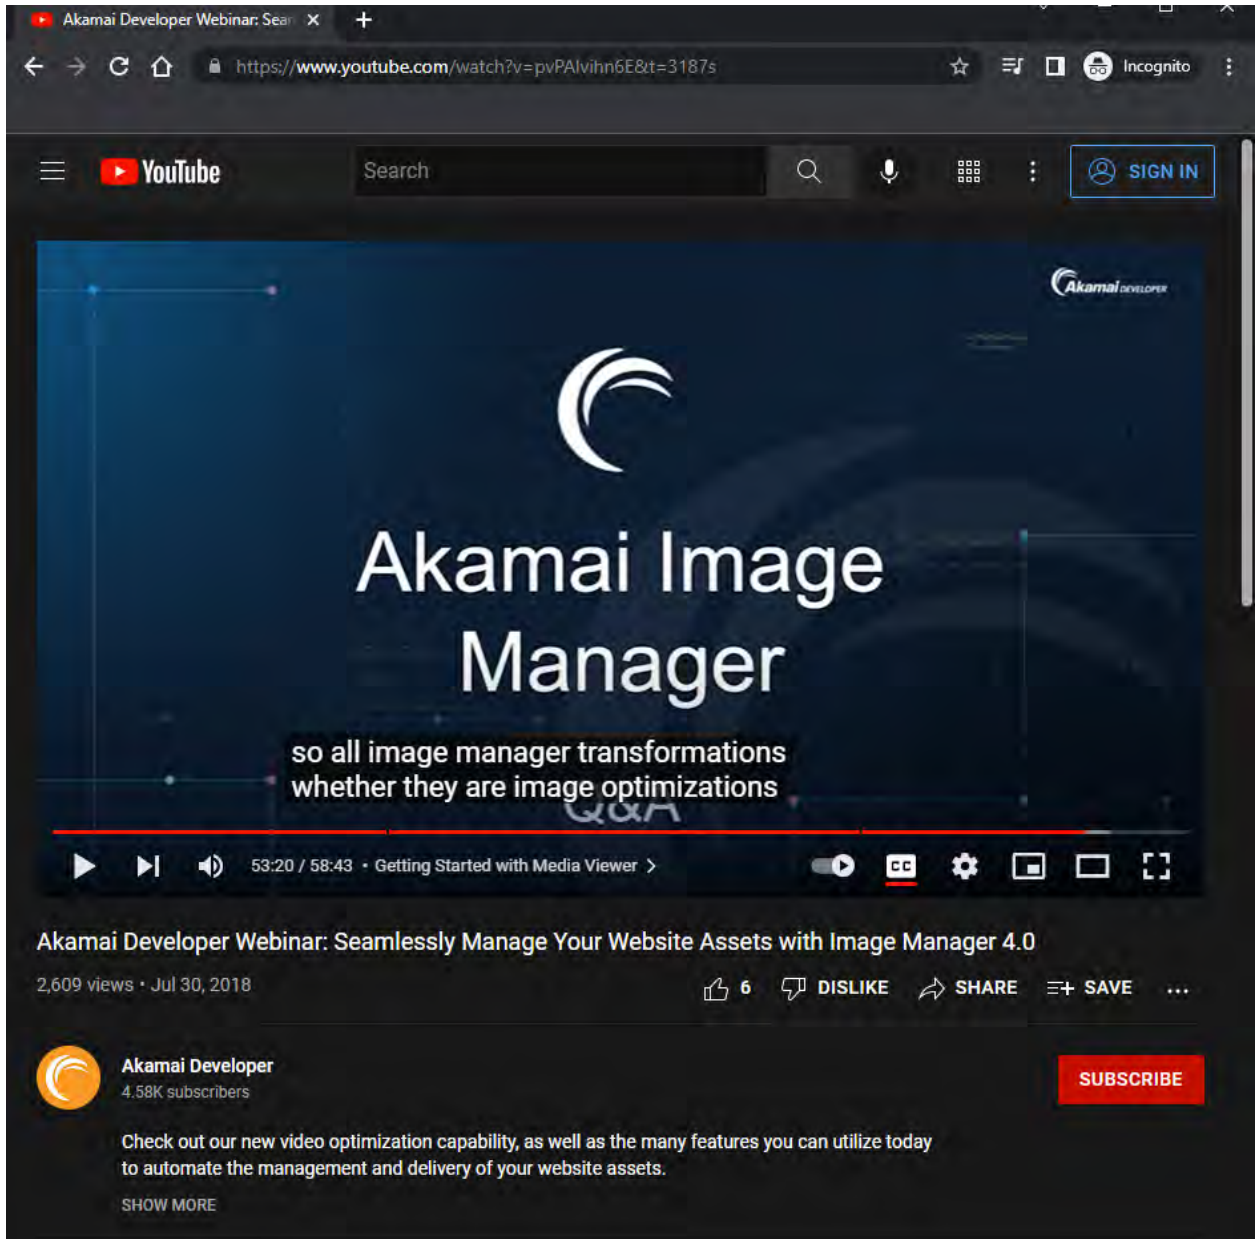 Akamai Developer Webinar: Sear
https://www.youtube.com/watch?v=pvPAIvihn6E&t=3187s
Incognito
YouTube
Search
SIGN IN
Akamai DEVELOPER
Akamai Image
Manager
so all image manager transformations
whether they are image optimizations
Q&A
53:20 / 58:43 • Getting Started with Media Viewer >
CC
Akamai Developer Webinar: Seamlessly Manage Your Website Assets with Image Manager 4.0
2,609 views • Jul 30, 2018
6 DISLIKE SHARE SAVE ...
Akamai Developer
4.58K subscribers
SUBSCRIBE
Check out our new video optimization capability, as well as the many features you can utilize today
to automate the management and delivery of your website assets.
SHOW MORE